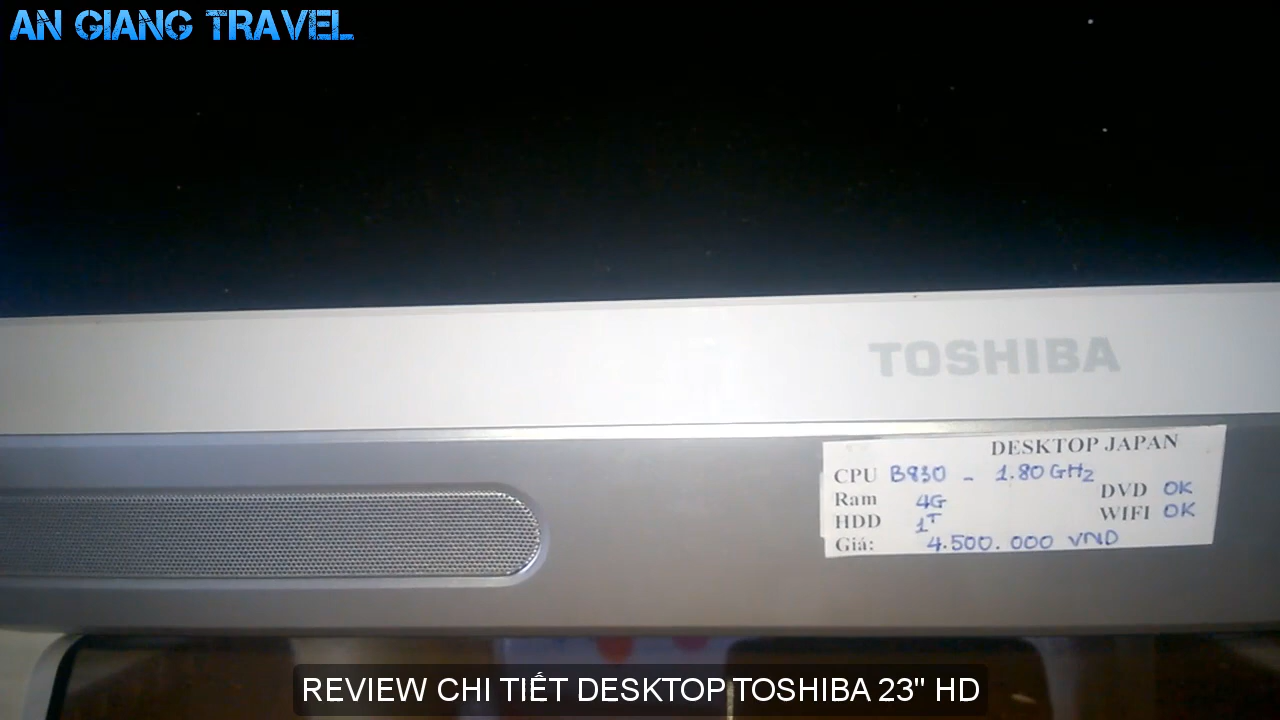 AN GIANG TRAVEL
TOSHIBA
DESKTOP JAPAN
CPU B830 - 1.80 GHz
Ram 4G
DVD OK
HDD 1T
WIFI OK
Giá: 4.500.000 VND
REVIEW CHI TIẾT DESKTOP TOSHIBA 23" HD